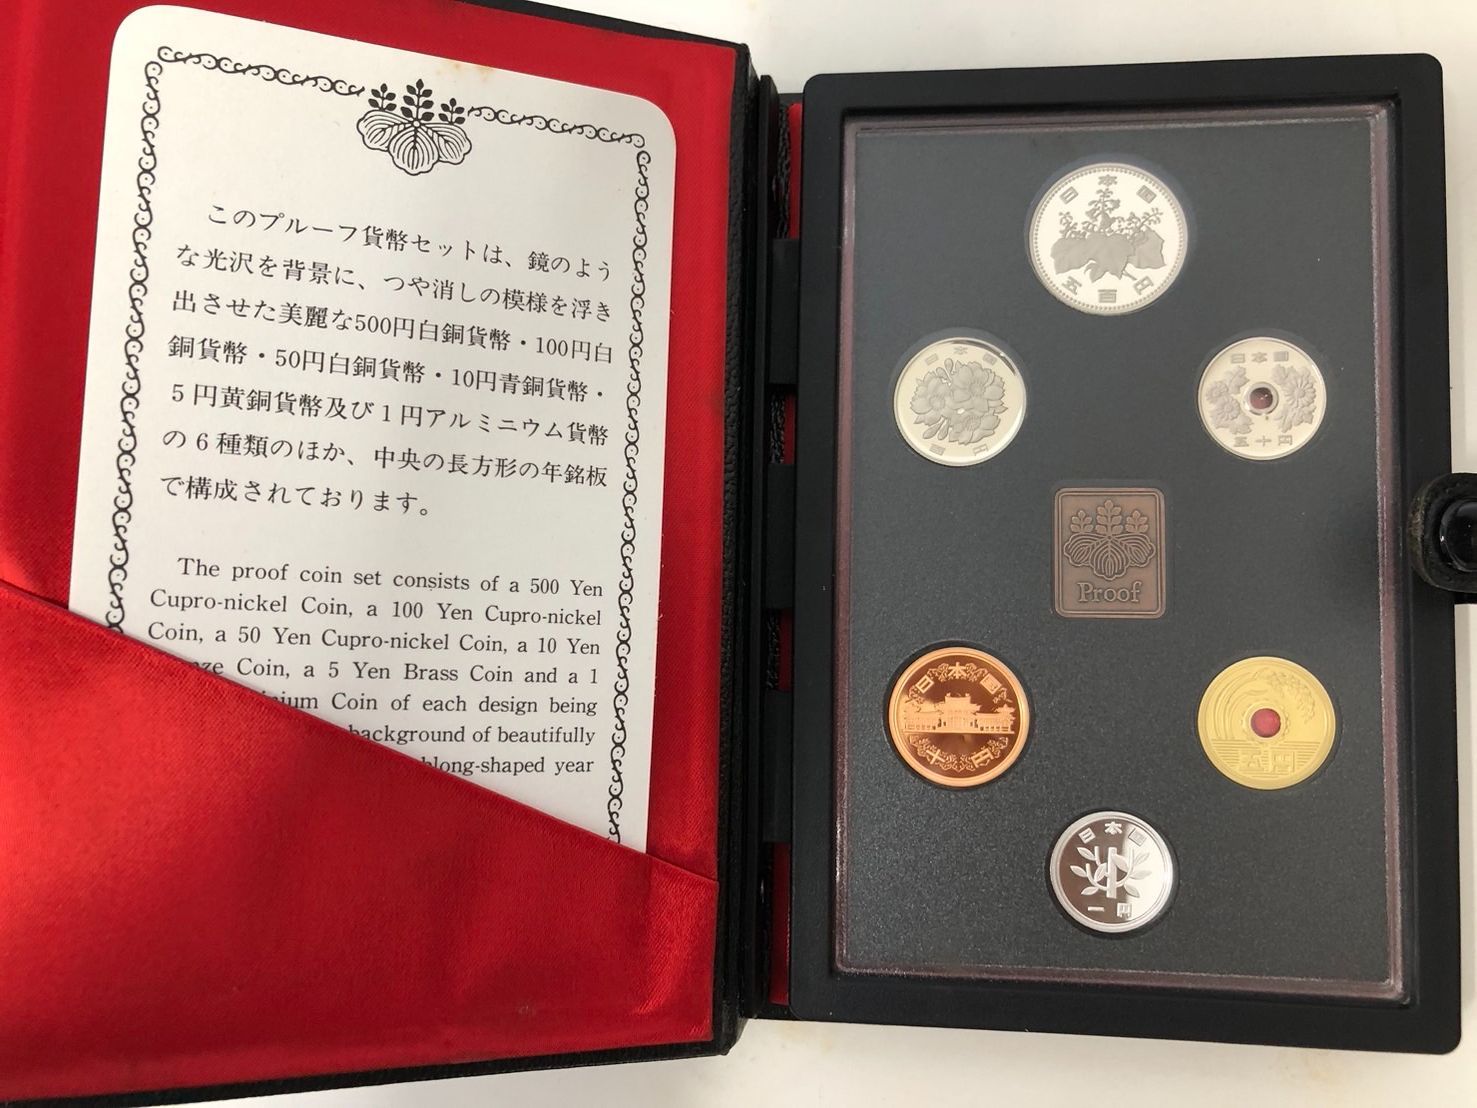 このプルーフ貨幣セットは、鏡のよう
な光沢を背景に、つや消しの模様を浮き
出させた美麗な500円白銅貨幣・100円白
銅貨幣・50円白銅貨幣・10円青銅貨幣・
5円黄銅貨幣及び1円アルミニウム貨幣
の6種類のほか、中央の長方形の年銘板
で構成されております。
The proof coin set consists of a 500 Yen
Cupro-nickel Coin, a 100 Yen Cupro-nickel
Coin, a 50 Yen Cupro-nickel Coin, a 10 Yen
Coin, a 5 Yen Brass Coin and a 1
Coin of each design being
background of beautifully
year
日本国
五百円
日本国
百円
日本国
五十円
Proof
日本国
十円
五円
日本国
一円